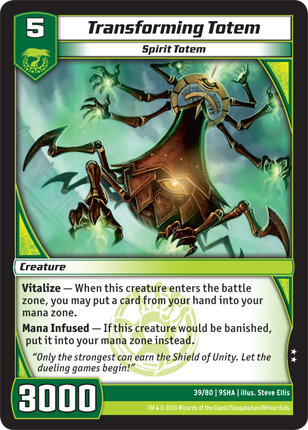 5
Transforming Totem
Spirit Totem
Creature
Vitalize — When this creature enters the battle
zone, you may put a card from your hand into your
mana zone.
Mana Infused — If this creature would be banished,
put it into your mana zone instead.
“Only the strongest can earn the Shield of Unity. Let the
dueling games begin!”
3000
39/80 | 9SHA | illus. Steve Ellis
TM & © 2013 Wizards of the Coast/Shogakukan/Mitsui-Kids